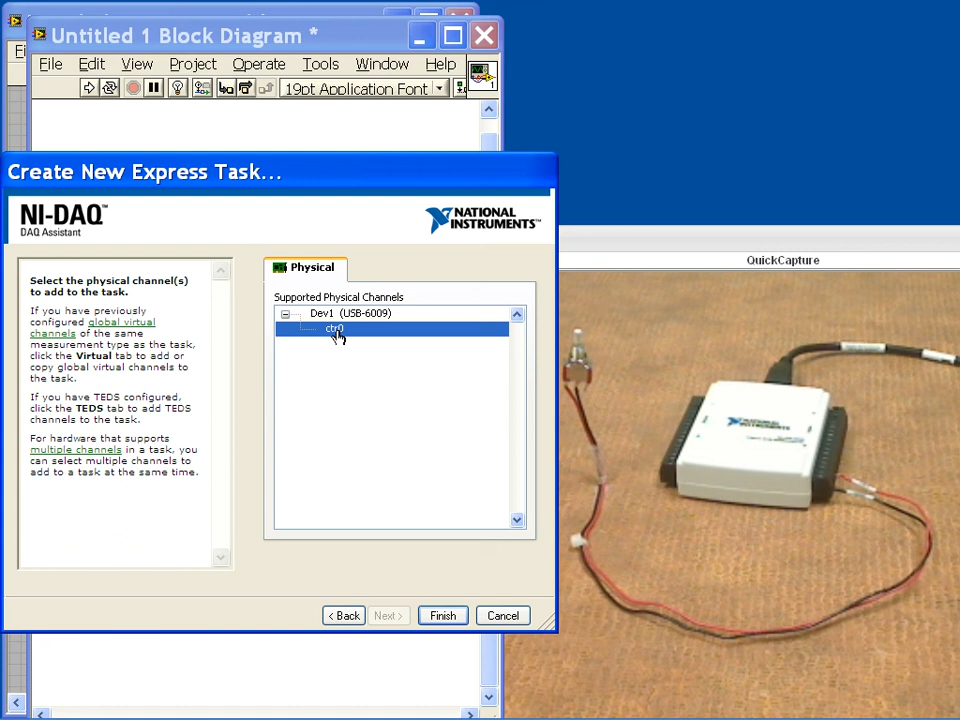 Untitled 1 Block Diagram *
File Edit View Project Operate Tools Window Help
19pt Application Font
1
Create New Express Task...
NI-DAQ™
DAQ Assistant
NATIONAL
INSTRUMENTS™
Select the physical channel(s)
to add to the task.
If you have previously
configured global virtual
channels of the same
measurement type as the task,
click the Virtual tab to add or
copy global virtual channels to
the task.
If you have TEDS configured,
click the TEDS tab to add TEDS
channels to the task.
For hardware that supports
multiple channels in a task, you
can select multiple channels to
add to a task at the same time.
Physical
Supported Physical Channels
Dev1 (USB-6009)
ctr0
< Back Next > Finish Cancel
QuickCapture
NATIONAL
INSTRUMENTS